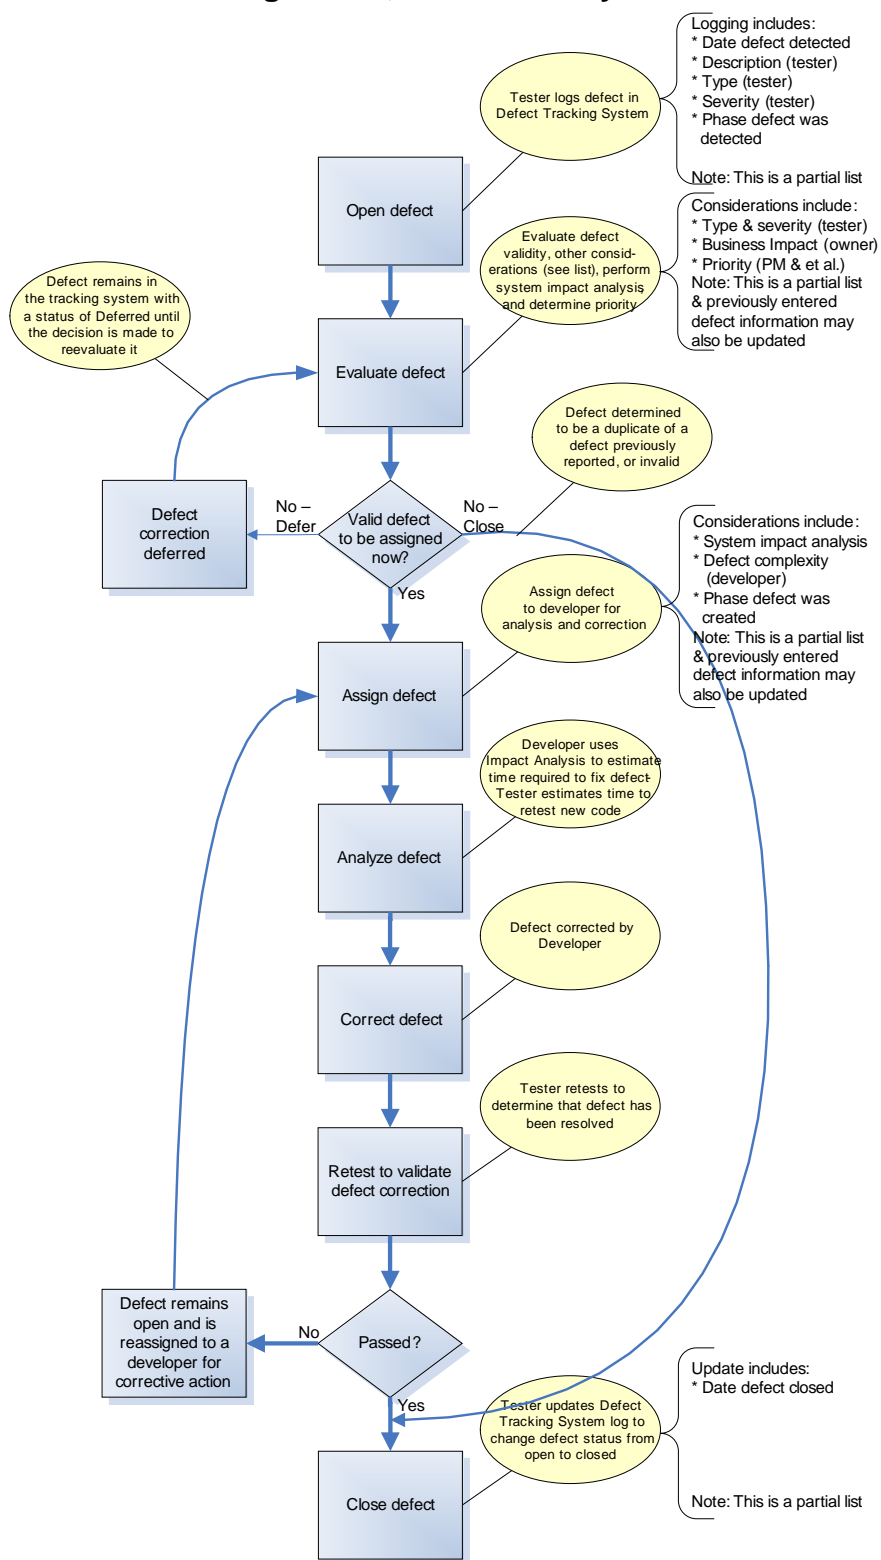 Logging includes:
* Date defect detected
* Description (tester)
* Type (tester)
* Severity (tester)
* Phase defect was
detected
Note: This is a partial list
Tester logs defect in
Defect Tracking System
Open defect
Considerations include:
* Type & severity (tester)
* Business Impact (owner)
* Priority (PM & et al.)
Note: This is a partial list
& previously entered
defect information may
also be updated
Evaluate defect
validity, other consid-
erations (see list), perform
system impact analysis
and determine priority
Defect remains in
the tracking system with
a status of Deferred until
the decision is made to
reevaluate it
Evaluate defect
Defect determined
to be a duplicate of a
defect previously
reported, or invalid
Defect
correction
deferred
No –
Defer
Valid defect
to be assigned
now?
No –
Close
Yes
Considerations include:
* System impact analysis
* Defect complexity
(developer)
* Phase defect was
created
Note: This is a partial list
& previously entered
defect information may
also be updated
Assign defect
to developer for
analysis and correction
Assign defect
Developer uses
Impact Analysis to estimate
time required to fix defect-
Tester estimates time to
retest new code
Analyze defect
Defect corrected by
Developer
Correct defect
Tester retests to
determine that defect has
been resolved
Retest to validate
defect correction
Defect remains
open and is
reassigned to a
developer for
corrective action
No
Passed?
Yes
Update includes:
* Date defect closed
Note: This is a partial list
Tester updates Defect
Tracking System log to
change defect status from
open to closed
Close defect